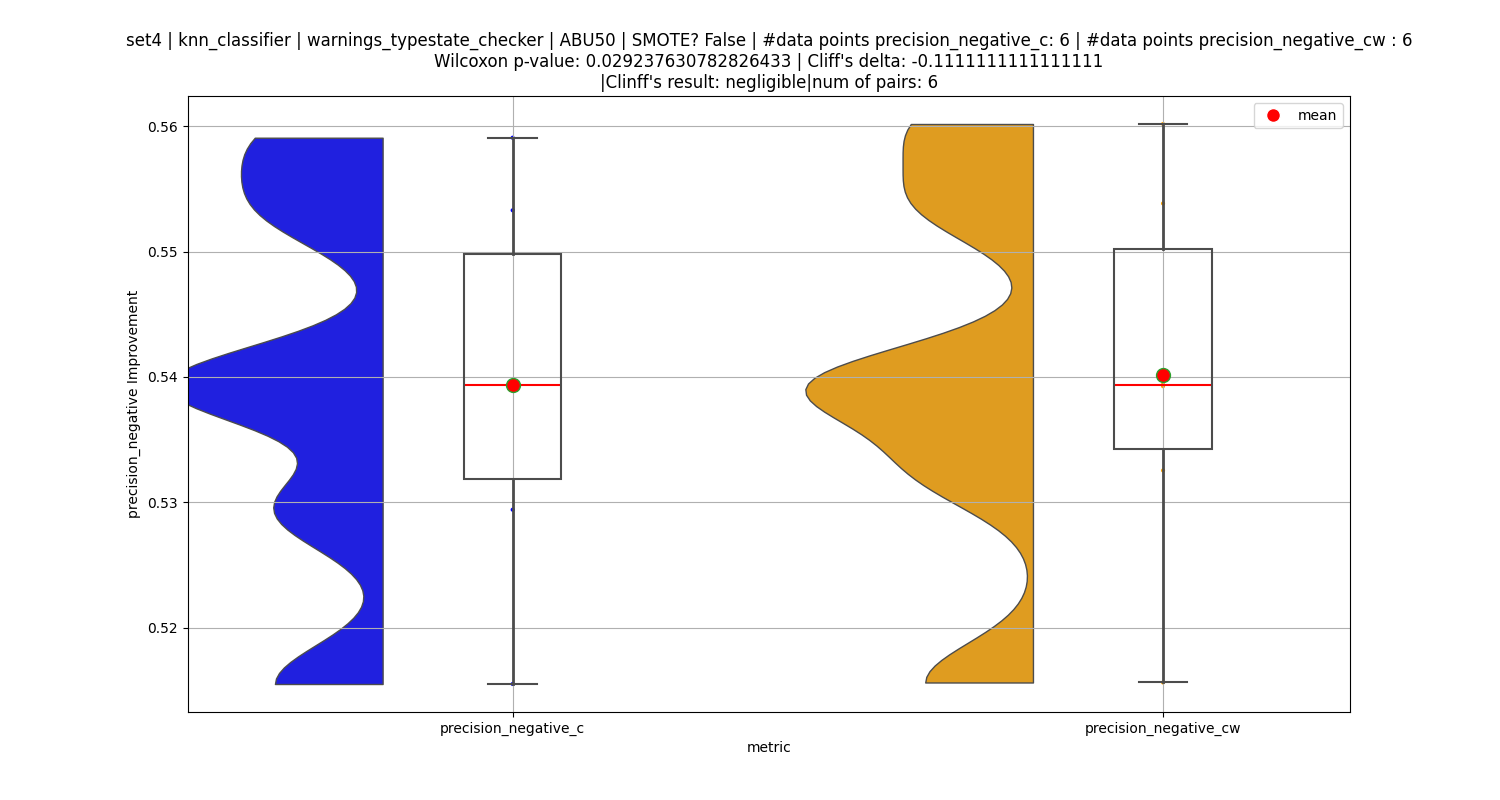 set4 | knn_classifier | warnings_typestate_checker | ABU50 | SMOTE? False | #data points precision_negative_c: 6 | #data points precision_negative_cw : 6
Wilcoxon p-value: 0.029237630782826433 | Cliff's delta: -0.1111111111111111
|Clinff's result: negligible|num of pairs: 6
mean
0.56
0.55
0.54
0.53
0.52
precision_negative Improvement
precision_negative_c
precision_negative_cw
metric